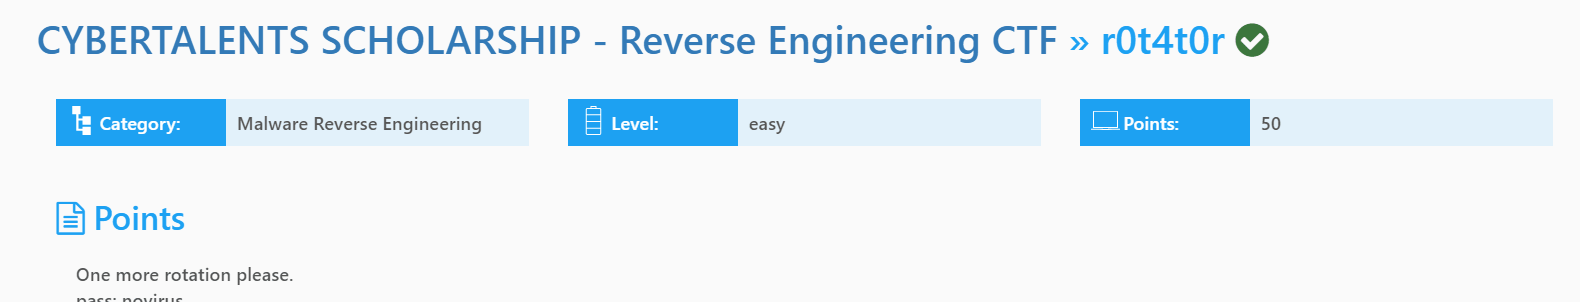 CYBERTALENTS SCHOLARSHIP - Reverse Engineering CTF » r0t4t0r
Category: Malware Reverse Engineering Level: easy Points: 50
Points
One more rotation please.
pass: novirus